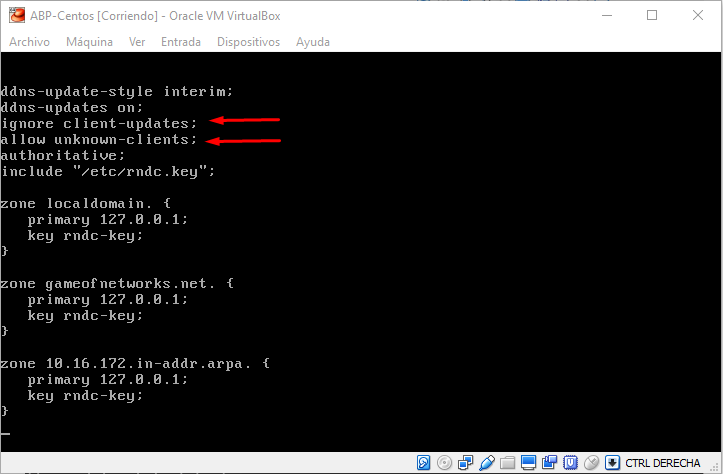 ABP-Centos [Corriendo] - Oracle VM VirtualBox
Archivo Máquina Ver Entrada Dispositivos Ayuda
ddns-update-style interim;
ddns-updates on;
ignore client-updates;
allow unknown-clients;
authoritative;
include "/etc/rndc.key";
zone localdomain. {
primary 127.0.0.1;
key rndc-key;
}
zone gameofnetworks.net. {
primary 127.0.0.1;
key rndc-key;
}
zone 10.16.172.in-addr.arpa. {
primary 127.0.0.1;
key rndc-key;
}
CTRL DERECHA